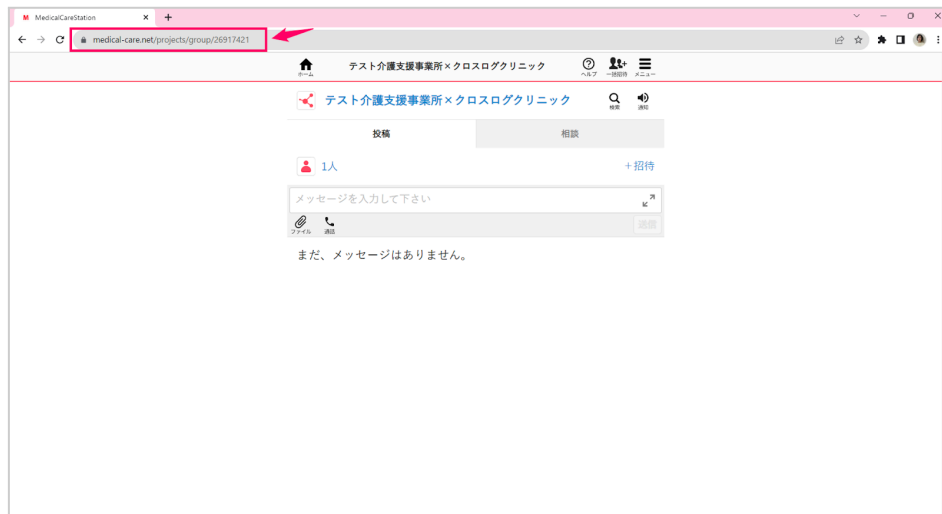 M MedicalCareStation
medical-care.net/projects/group/26917421
テスト介護支援事業所×クロスログクリニック
ホーム ヘルプ 一括招待 メニュー
テスト介護支援事業所×クロスログクリニック
検索 通知
投稿 相談
1人 +招待
メッセージを入力して下さい
ファイル 通話 送信
まだ、メッセージはありません。